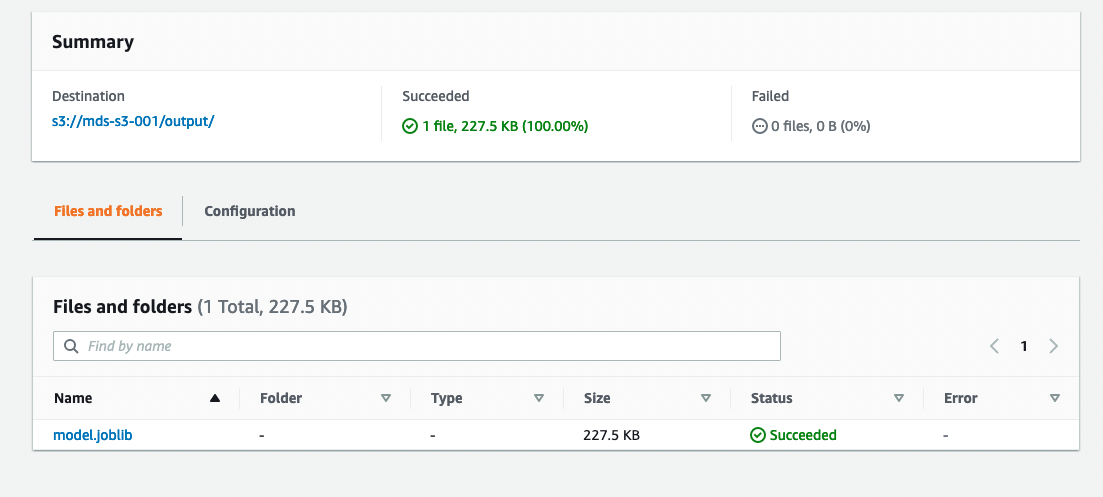 Summary
Destination
Succeeded
Failed
s3://mds-s3-001/output/
1 file, 227.5 KB (100.00%)
0 files, 0 B (0%)
Files and folders
Configuration
Files and folders (1 Total, 227.5 KB)
Find by name
1
Name
Folder
Type
Size
Status
Error
model.joblib
-
-
227.5 KB
Succeeded
-